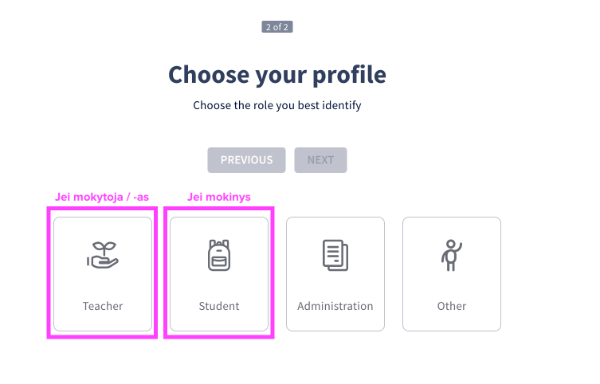 2 of 2
Choose your profile
Choose the role you best identify
PREVIOUS NEXT
Jei mokytoja / -as Jei mokinys
Teacher Student Administration Other